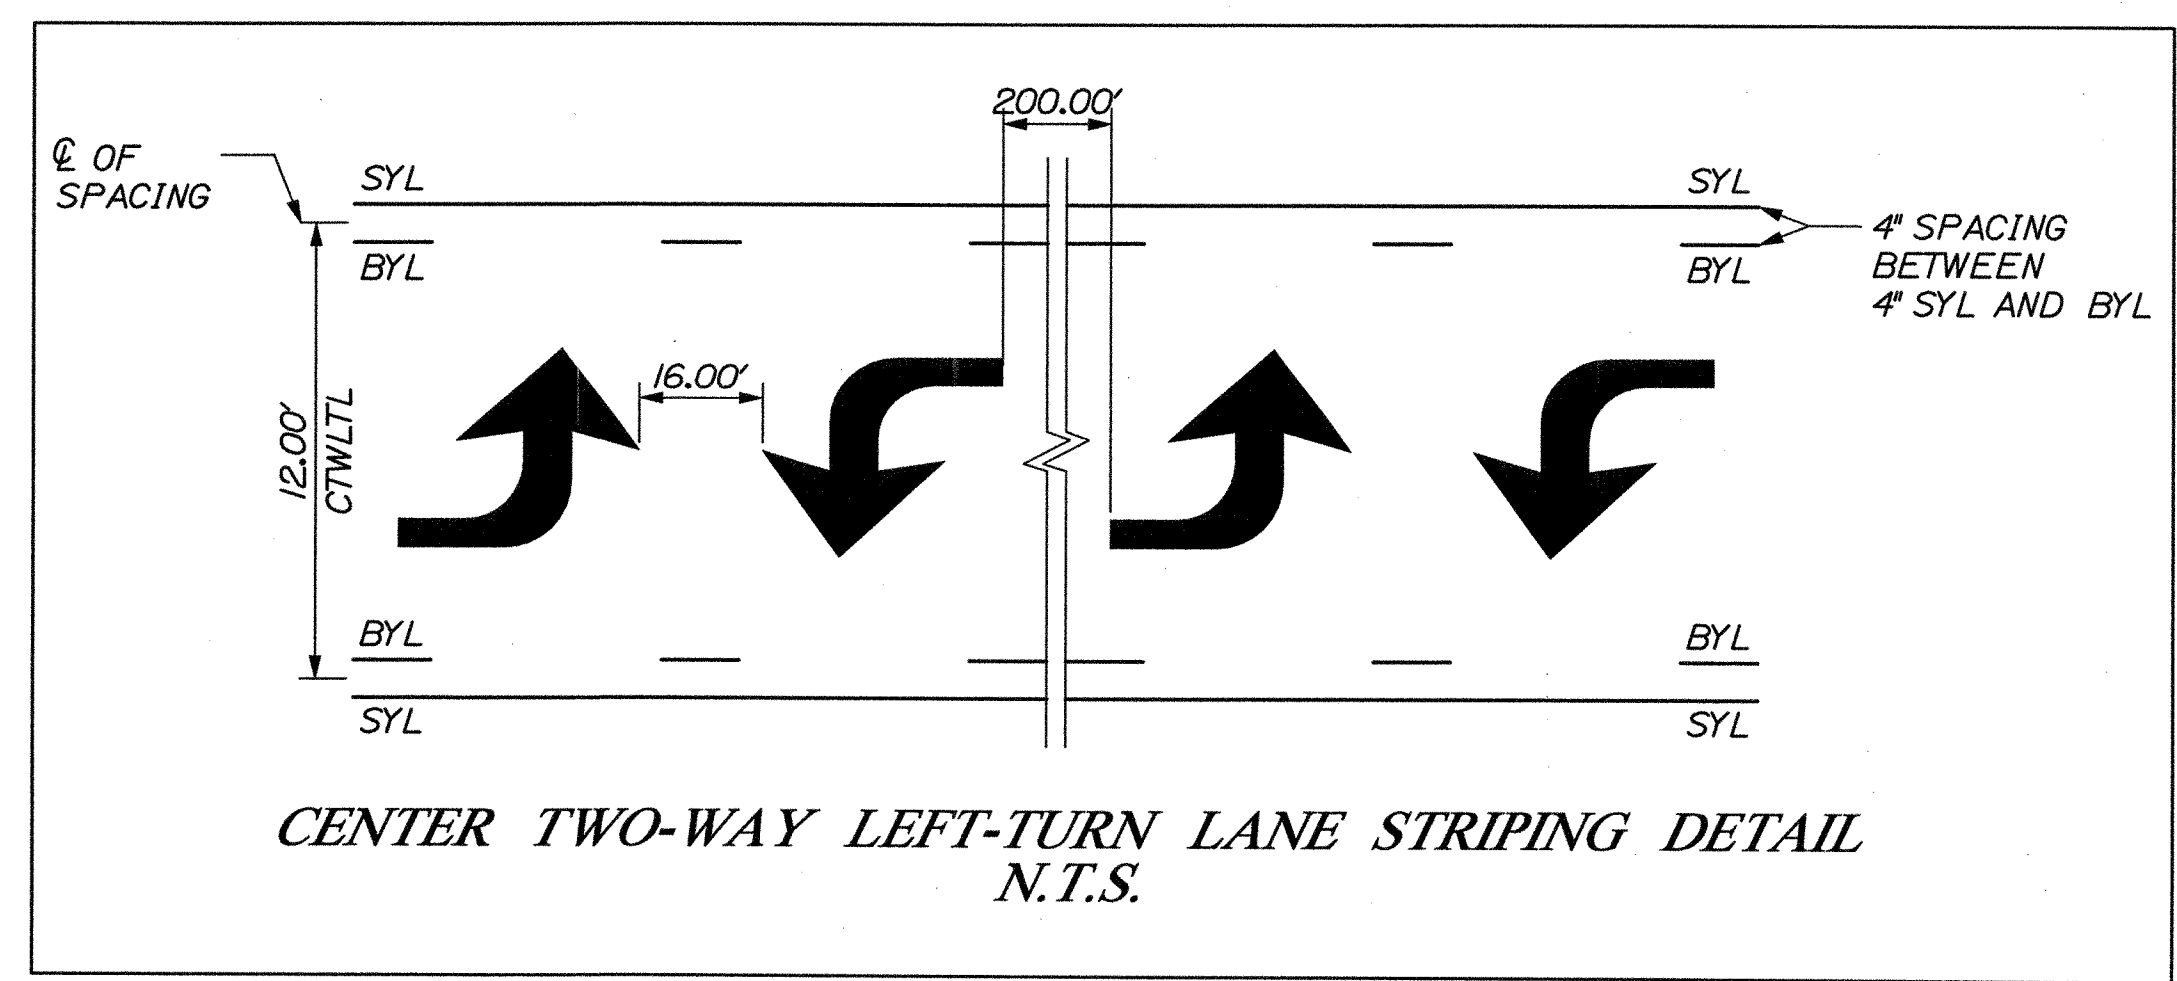 200.00'
℄ OF
SPACING
SYL
SYL
4" SPACING
BETWEEN
4" SYL AND BYL
BYL
BYL
16.00'
12.00'
CTWLTL
BYL
BYL
SYL
SYL
CENTER TWO-WAY LEFT-TURN LANE STRIPING DETAIL
N.T.S.